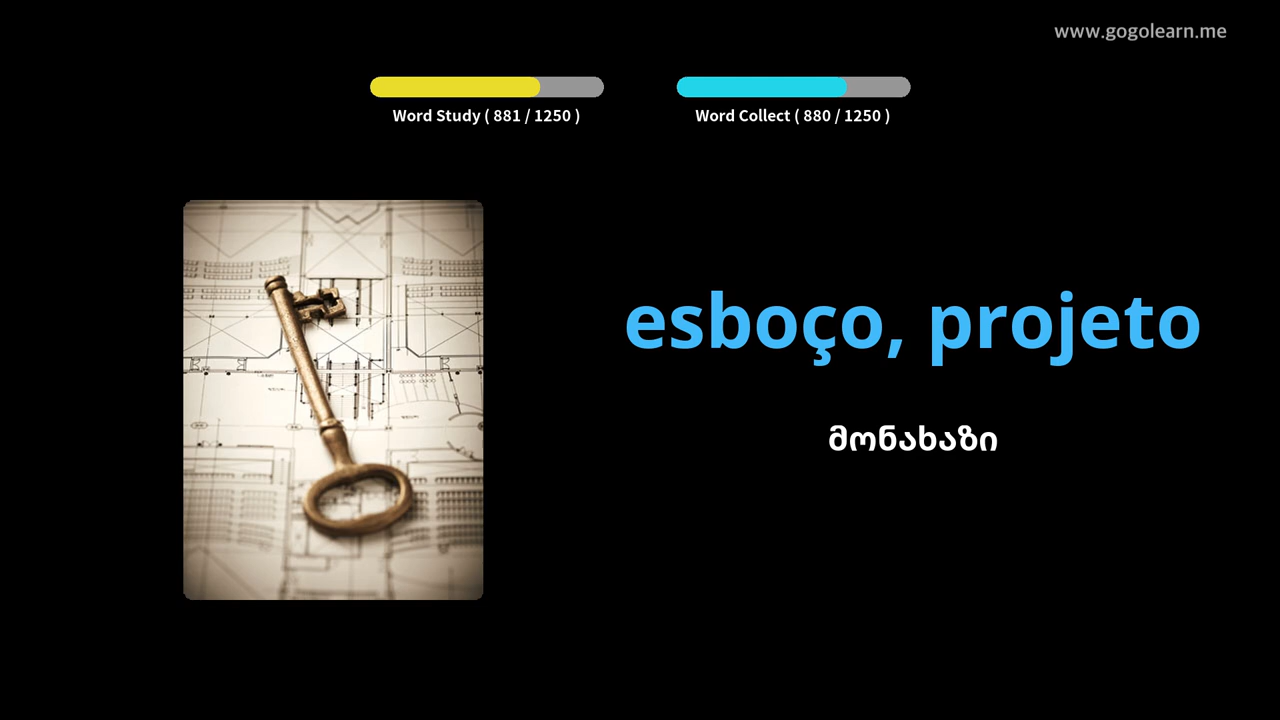 www.gogolearn.me
Word Study ( 881 / 1250 )
Word Collect ( 880 / 1250 )
esboço, projeto
მონახაზი